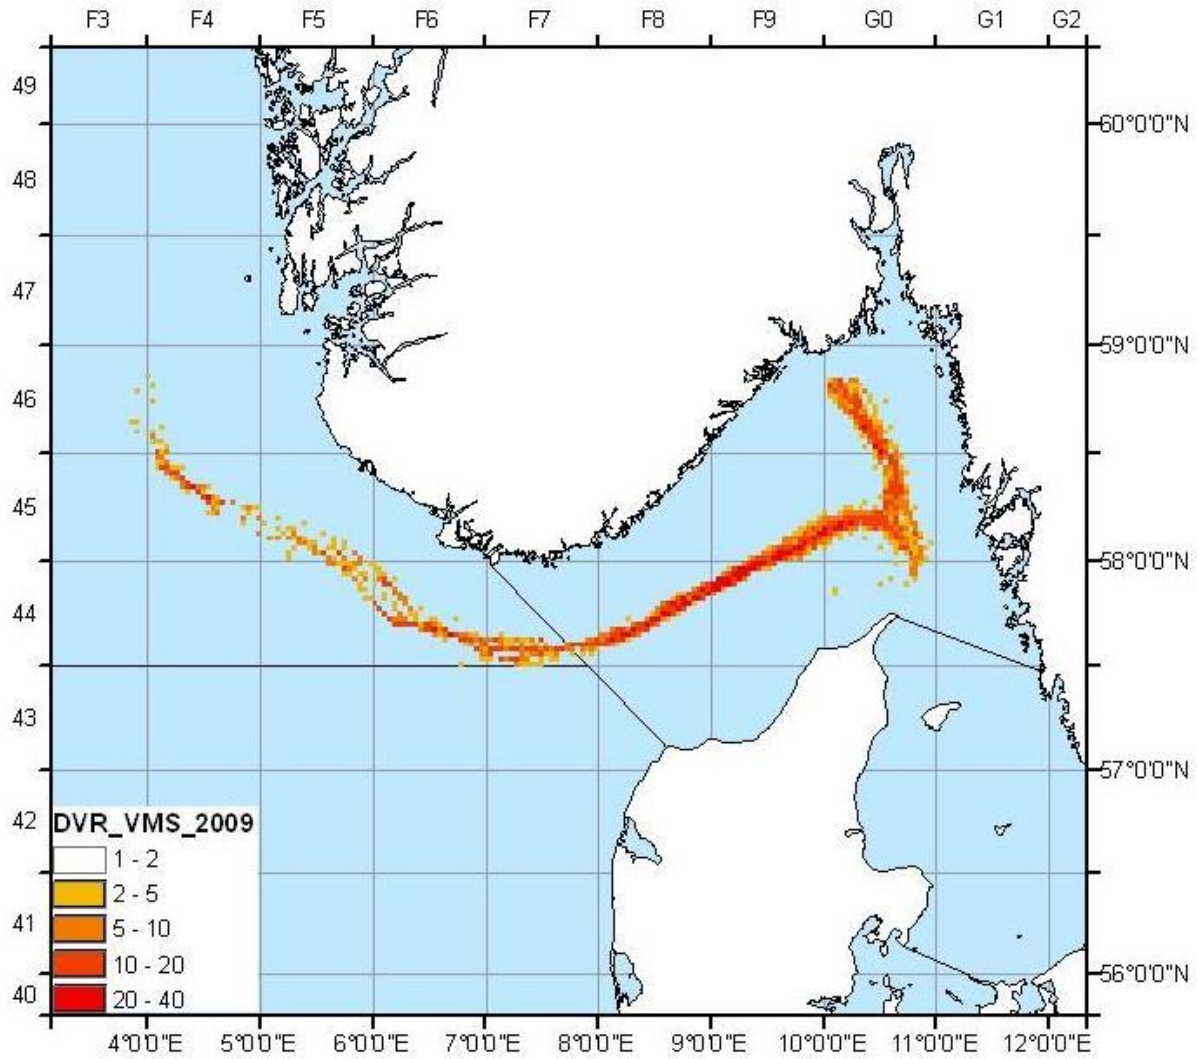 F3 F4 F5 F6 F7 F8 F9 G0 G1 G2
49
60°0'0"N
48
47
59°0'0"N
46
45
58°0'0"N
44
43
57°0'0"N
42
DVR_VMS_2009
1 - 2
2 - 5
5 - 10
41
10 - 20
56°0'0"N
40
20 - 40
4°0'0"E 5°0'0"E 6°0'0"E 7°0'0"E 8°0'0"E 9°0'0"E 10°0'0"E 11°0'0"E 12°0'0"E